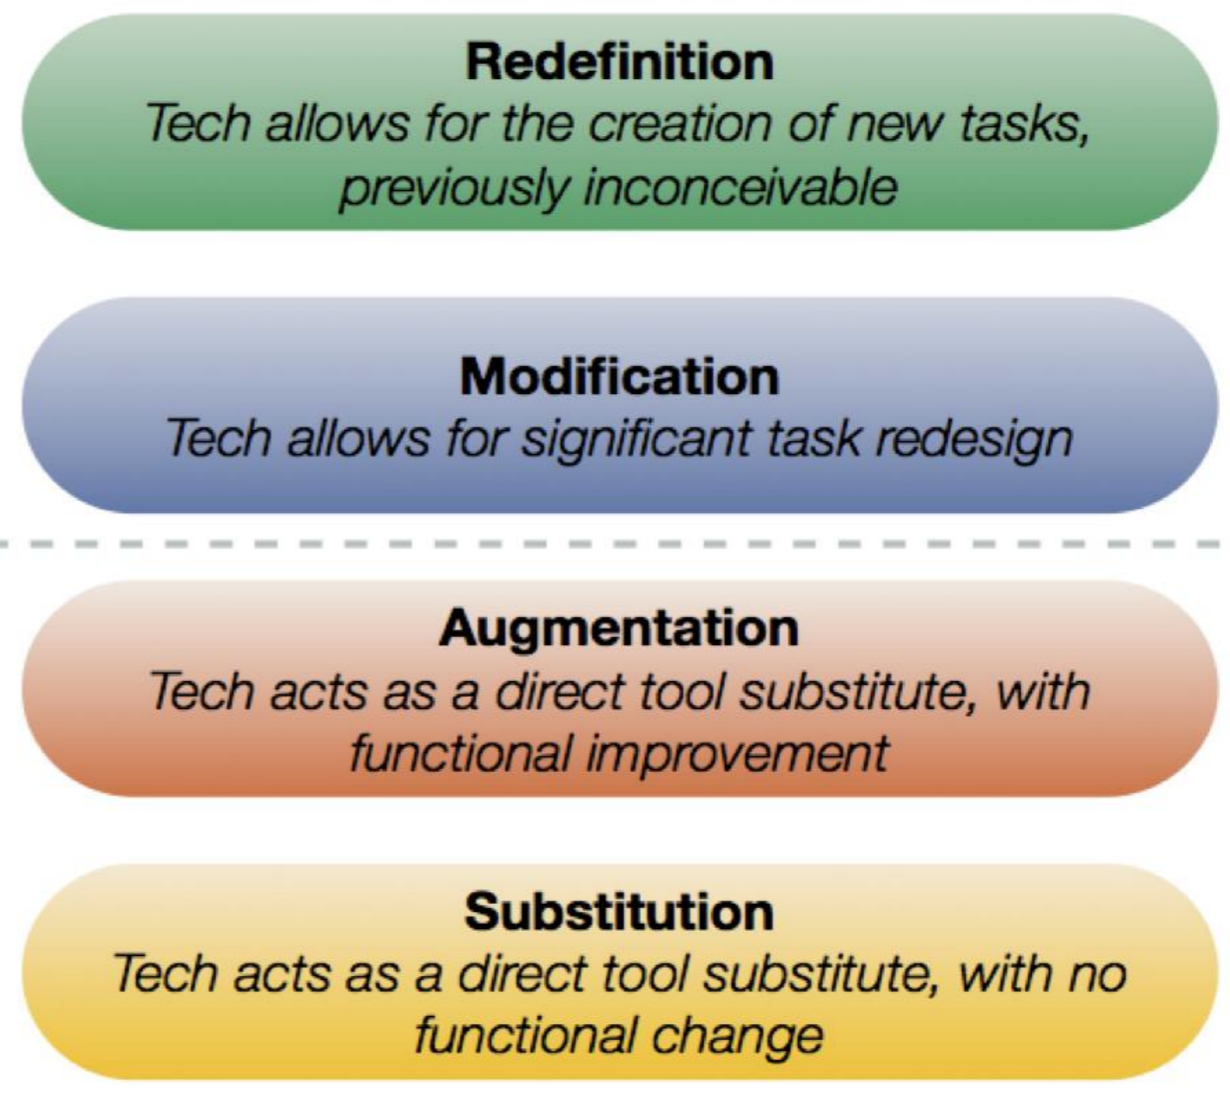 Redefinition
Tech allows for the creation of new tasks,
previously inconceivable
Modification
Tech allows for significant task redesign
Augmentation
Tech acts as a direct tool substitute, with
functional improvement
Substitution
Tech acts as a direct tool substitute, with no
functional change